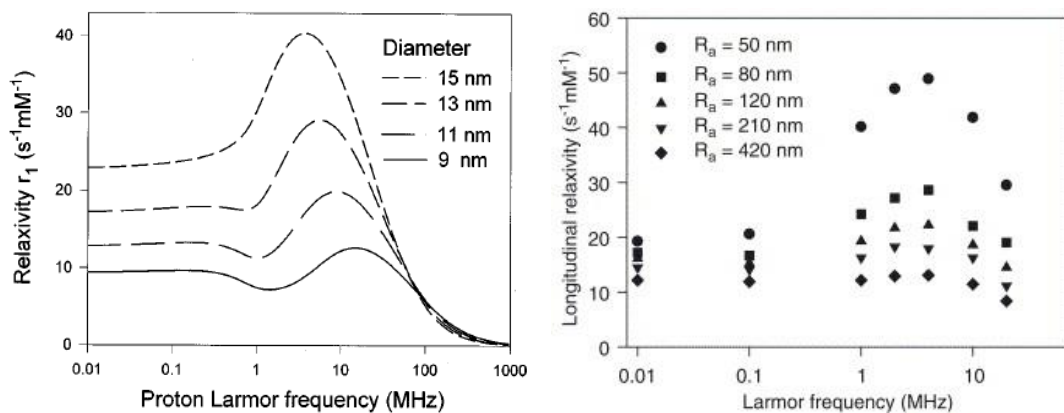 Relaxivity r₁ (s⁻¹mM⁻¹)
40
30
20
10
0
Diameter
15 nm
13 nm
11 nm
9 nm
0.01 0.1 1 10 100 1000
Proton Larmor frequency (MHz)
Longitudinal relaxivity (s⁻¹mM⁻¹)
60
50
40
30
20
10
0
Rₐ = 50 nm
Rₐ = 80 nm
Rₐ = 120 nm
Rₐ = 210 nm
Rₐ = 420 nm
0.01 0.1 1 10
Larmor frequency (MHz)